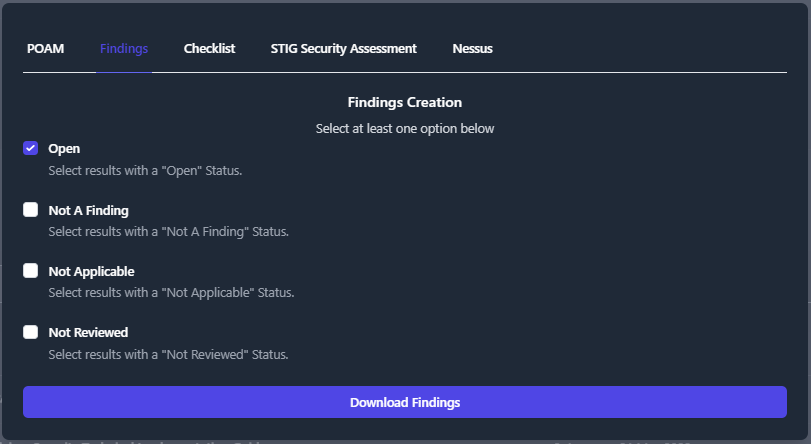 POAM Findings Checklist STIG Security Assessment Nessus
Findings Creation
Select at least one option below
Open
Select results with a "Open" Status.
Not A Finding
Select results with a "Not A Finding" Status.
Not Applicable
Select results with a "Not Applicable" Status.
Not Reviewed
Select results with a "Not Reviewed" Status.
Download Findings